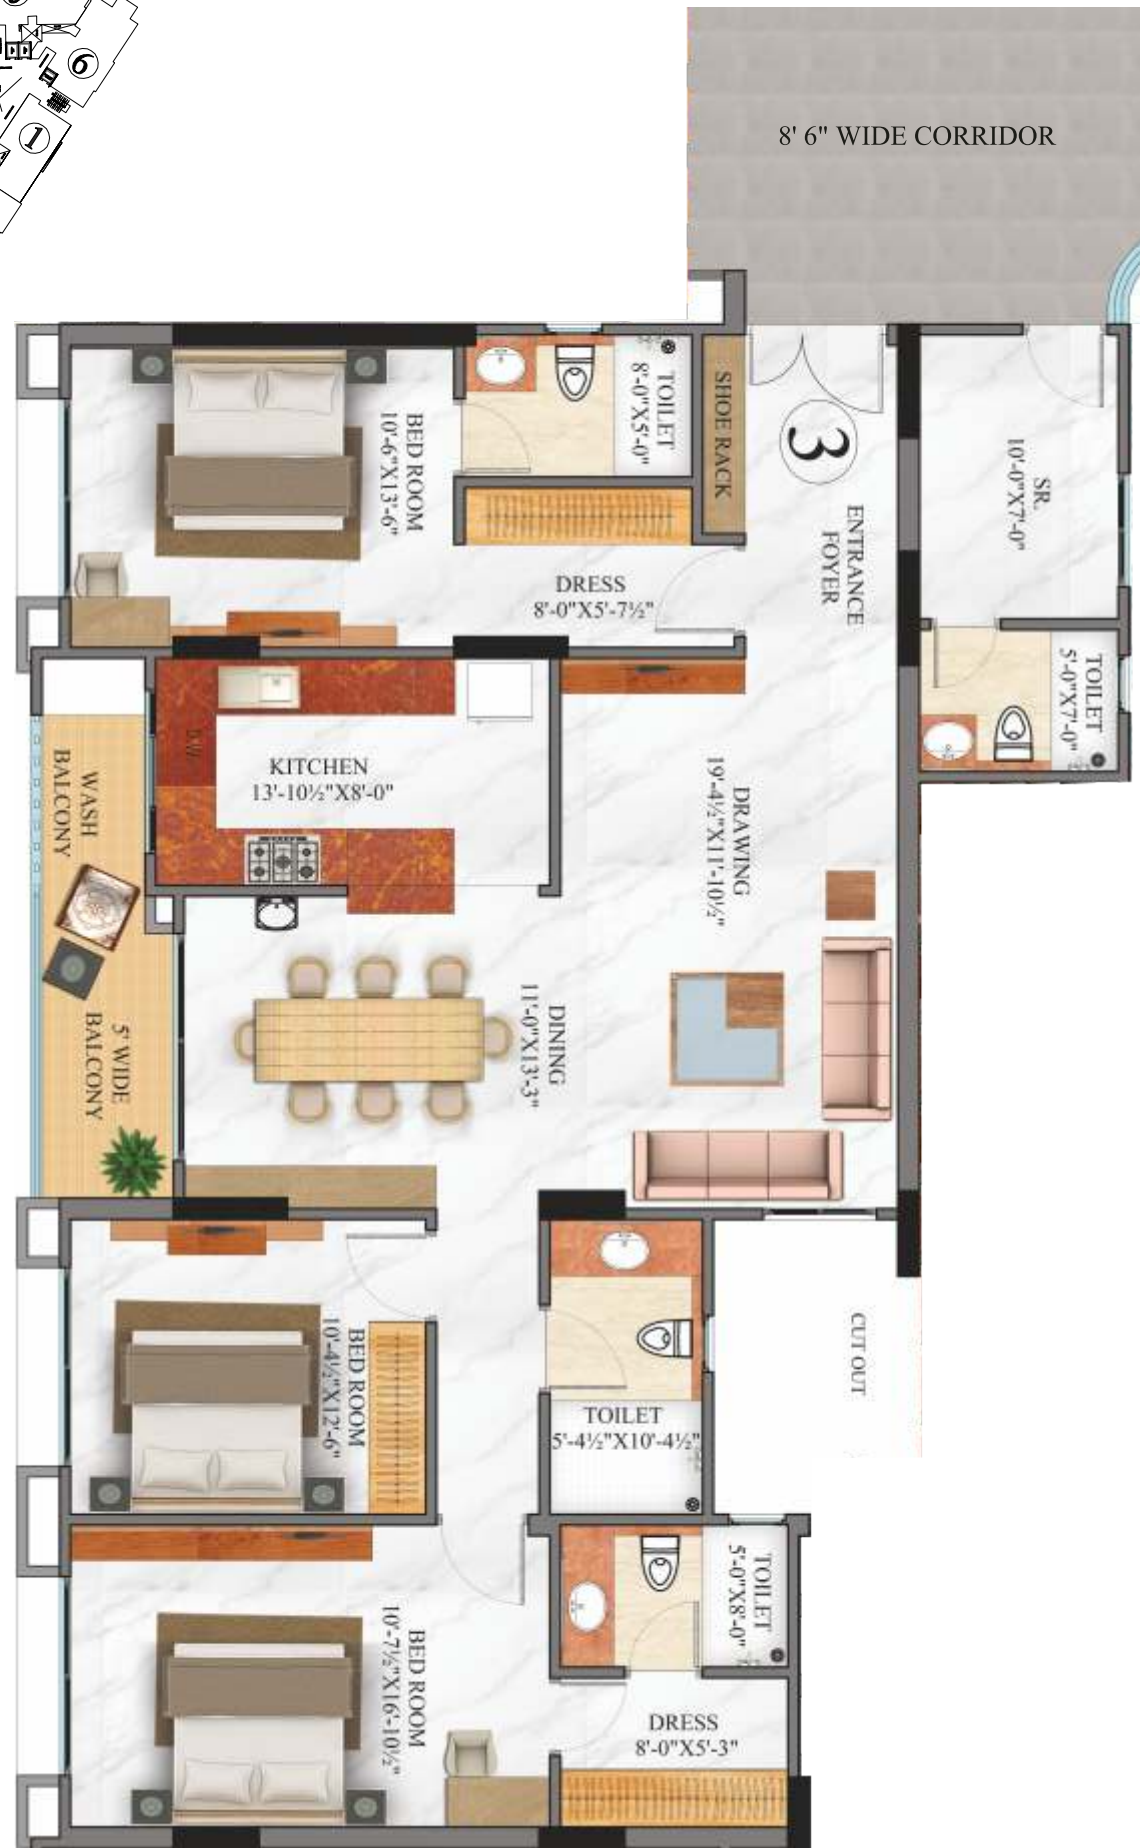 6
1
8' 6" WIDE CORRIDOR
TOILET
8'-0"X5'-0"
SHOE RACK
3
BED ROOM
10'-6"X13'-6"
SR.
10'-0"X7'-0"
ENTRANCE
FOYER
DRESS
8'-0"X5'-7½"
TOILET
5'-0"X7'-0"
KITCHEN
13'-10½"X8'-0"
WASH
BALCONY
DRAWING
19'-4½"X11'-10½"
DINING
11'-0"X13'-3"
5' WIDE
BALCONY
BED ROOM
10'-4½"X12'-6"
CUT OUT
TOILET
5'-4½"X10'-4½"
TOILET
5'-0"X8'-0"
BED ROOM
10'-7½"X16'-10½"
DRESS
8'-0"X5'-3"